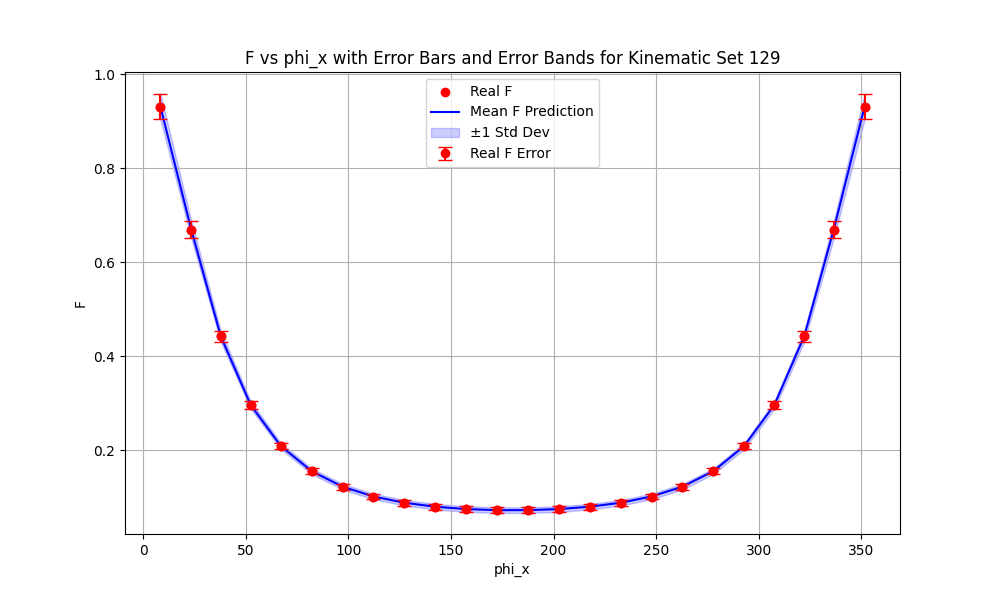 F vs phi_x with Error Bars and Error Bands for Kinematic Set 129
Real F
Mean F Prediction
±1 Std Dev
Real F Error
1.0
0.8
0.6
0.4
0.2
F
0 50 100 150 200 250 300 350
phi_x